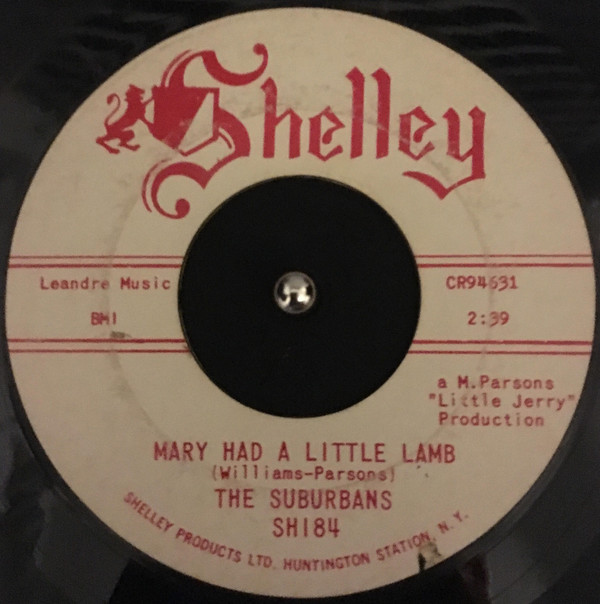 Shelley
Leandre Music
BMI
CR94631
2:39
a M.Parsons
"Little Jerry"
Production
MARY HAD A LITTLE LAMB
(Williams-Parsons)
THE SUBURBANS
SH184
SHELLEY PRODUCTS LTD. HUNTINGTON STATION, N.Y.